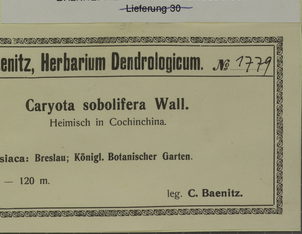 Lieferung 30
enitz, Herbarium Dendrologicum. № 1779
Caryota sobolifera Wall.
Heimisch in Cochinchina.
siaca: Breslau; Königl. Botanischer Garten.
— 120 m.
leg. C. Baenitz.